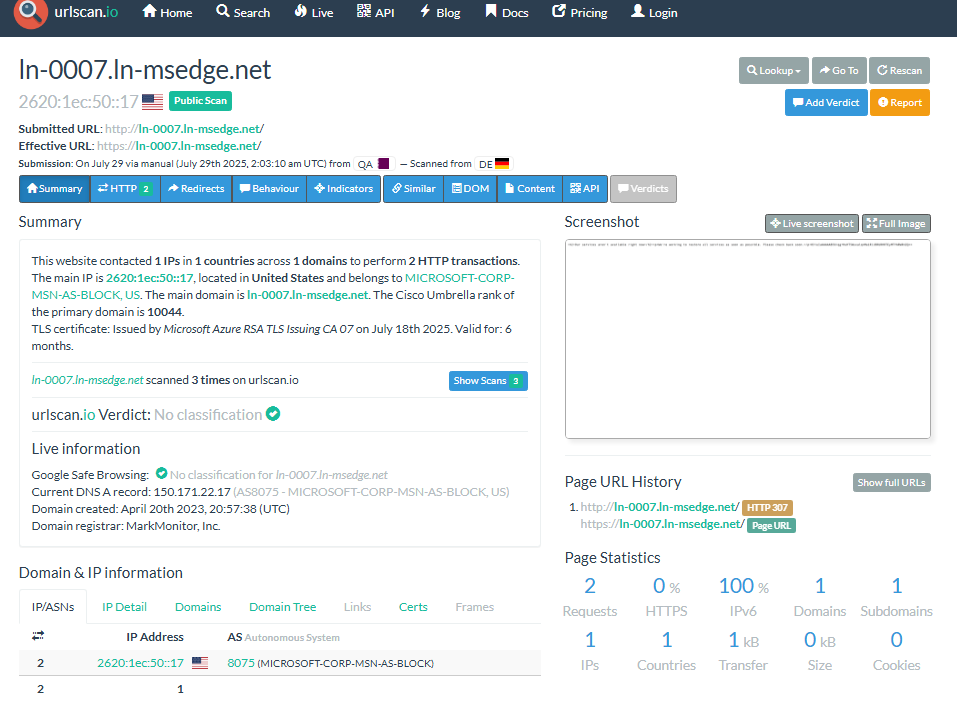 urlscan.io Home Search Live API Blog Docs Pricing Login
ln-0007.ln-msedge.net
Lookup Go To Rescan
2620:1ec:50::17 Public Scan
Add Verdict Report
Submitted URL: http://ln-0007.ln-msedge.net/
Effective URL: https://ln-0007.ln-msedge.net/
Submission: On July 29 via manual (July 29th 2025, 2:03:10 am UTC) from QA — Scanned from DE
Summary HTTP 2 Redirects Behaviour Indicators Similar DOM Content API Verdicts
Summary
This website contacted 1 IPs in 1 countries across 1 domains to perform 2 HTTP transactions.
The main IP is 2620:1ec:50::17, located in United States and belongs to MICROSOFT-CORP-
MSN-AS-BLOCK, US. The main domain is ln-0007.ln-msedge.net. The Cisco Umbrella rank of
the primary domain is 10044.
TLS certificate: Issued by Microsoft Azure RSA TLS Issuing CA 07 on July 18th 2025. Valid for: 6
months.
ln-0007.ln-msedge.net scanned 3 times on urlscan.io Show Scans 3
urlscan.io Verdict: No classification
Live information
Google Safe Browsing: No classification for ln-0007.ln-msedge.net
Current DNS A record: 150.171.22.17 (AS8075 - MICROSOFT-CORP-MSN-AS-BLOCK, US)
Domain created: April 20th 2023, 20:57:38 (UTC)
Domain registrar: MarkMonitor, Inc.
Domain & IP information
IP/ASNs IP Detail Domains Domain Tree Links Certs Frames
IP Address AS Autonomous System
2 2620:1ec:50::17 8075 (MICROSOFT-CORP-MSN-AS-BLOCK)
2 1
Screenshot Live screenshot Full Image
Page URL History Show full URLs
1. http://ln-0007.ln-msedge.net/ HTTP 307
https://ln-0007.ln-msedge.net/ Page URL
Page Statistics
2 0 % 100 % 1 1
Requests HTTPS IPv6 Domains Subdomains
1 1 1 kB 0 kB 0
IPs Countries Transfer Size Cookies